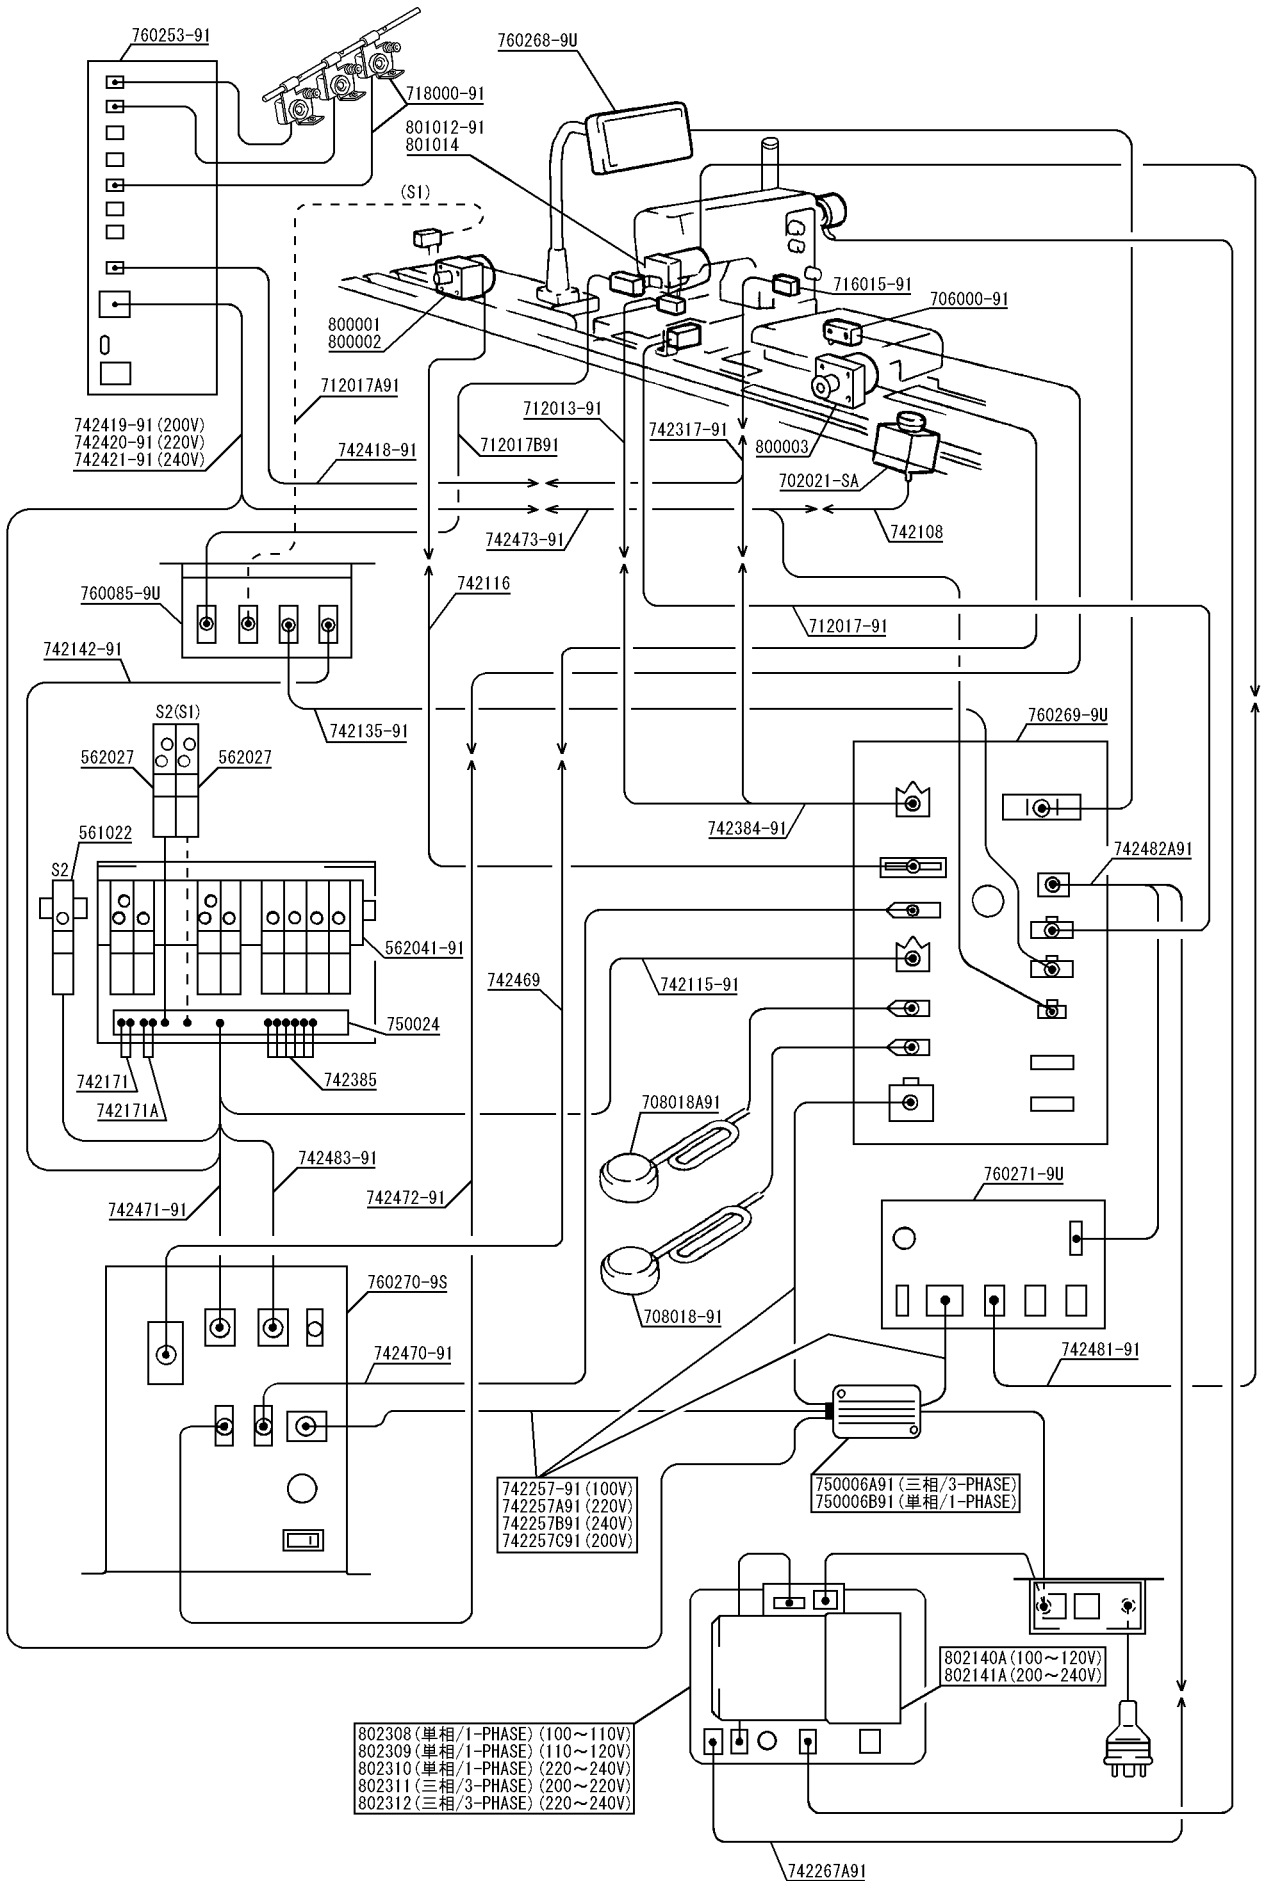 760253-91
760268-9U
718000-91
801012-91
801014
(S1)
716015-91
706000-91
800001
800002
712017A91
742419-91(200V)
742420-91(220V)
742421-91(240V)
742418-91
712017B91
712013-91
742317-91
800003
702021-SA
742473-91
742108
760085-9U
742116
712017-91
742142-91
S2(S1)
742135-91
760269-9U
562027
562027
561022
742384-91
742482A91
S2
562041-91
742469
742115-91
750024
742171
742385
742171A
708018A91
742483-91
742471-91
742472-91
760271-9U
760270-9S
708018-91
742470-91
742481-91
742257-91(100V)
742257A91(220V)
742257B91(240V)
742257C91(200V)
750006A91(三相/3-PHASE)
750006B91(単相/1-PHASE)
802140A(100～120V)
802141A(200～240V)
802308(単相/1-PHASE)(100～110V)
802309(単相/1-PHASE)(110～120V)
802310(単相/1-PHASE)(220～240V)
802311(三相/3-PHASE)(200～220V)
802312(三相/3-PHASE)(220～240V)
742267A91